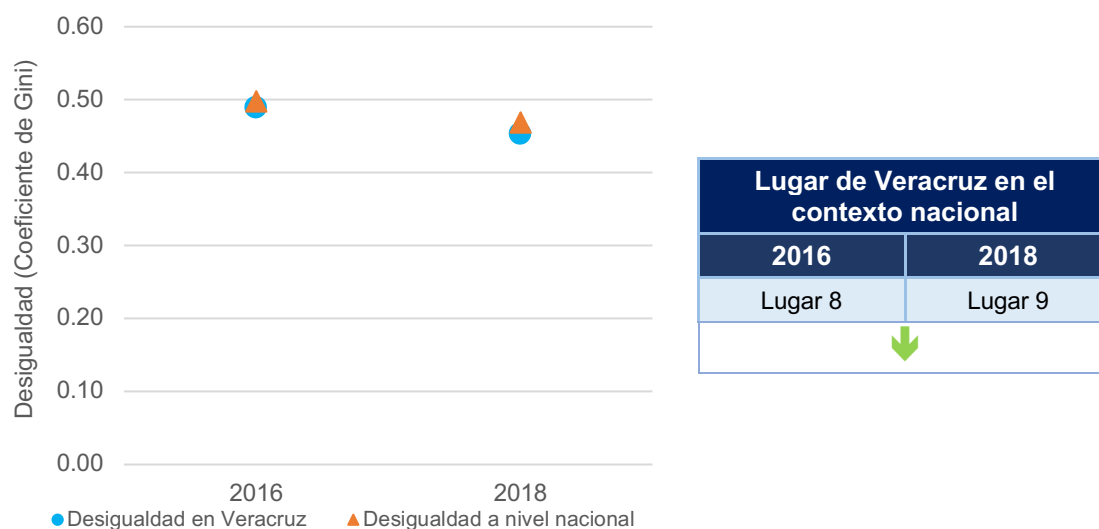 0.60
0.50
0.40
0.30
0.20
0.10
0.00
Desigualdad (Coeficiente de Gini)
2016
2018
Desigualdad en Veracruz
Desigualdad a nivel nacional
Lugar de Veracruz en el
contexto nacional
2016
2018
Lugar 8
Lugar 9